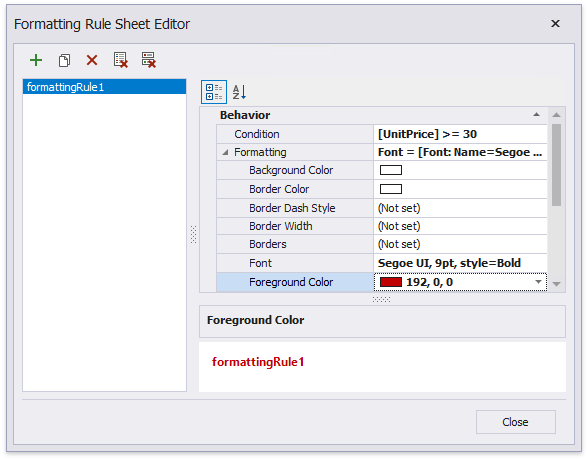 Formatting Rule Sheet Editor
formattingRule1
Behavior
Condition [UnitPrice] >= 30
Formatting Font = [Font: Name=Segoe ...
Background Color
Border Color
Border Dash Style (Not set)
Border Width (Not set)
Borders (Not set)
Font Segoe UI, 9pt, style=Bold
Foreground Color 192, 0, 0
Foreground Color
formattingRule1
Close